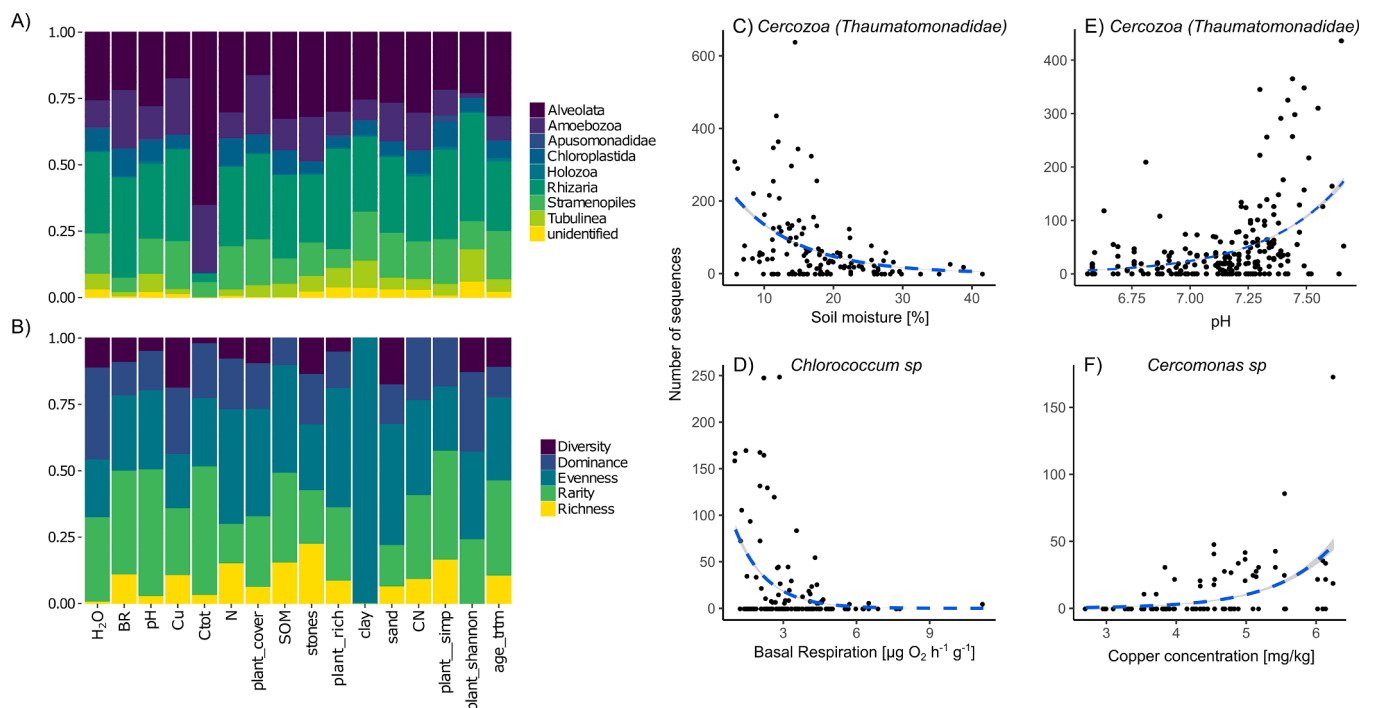 A)
1.00
0.75
0.50
0.25
0.00
Alveolata
Amoebozoa
Apusomonadidae
Chloroplastida
Holozoa
Rhizaria
Stramenopiles
Tubulinea
unidentified
B)
1.00
0.75
0.50
0.25
0.00
Diversity
Dominance
Evenness
Rarity
Richness
H₂O
BR
pH
Cu
Ctot
N
plant_cover
SOM
stones
plant_rich
clay
sand
CN
plant__simp
plant_shannon
age_trtm
Number of sequences
C) Cercozoa (Thaumatomonadidae)
600
400
200
0
10 20 30 40
Soil moisture [%]
D) Chlorococcum sp
250
200
150
100
50
0
3 6 9
Basal Respiration [µg O₂ h⁻¹ g⁻¹]
E) Cercozoa (Thaumatomonadidae)
400
300
200
100
0
6.75 7.00 7.25 7.50
pH
F) Cercomonas sp
150
100
50
0
3 4 5 6
Copper concentration [mg/kg]